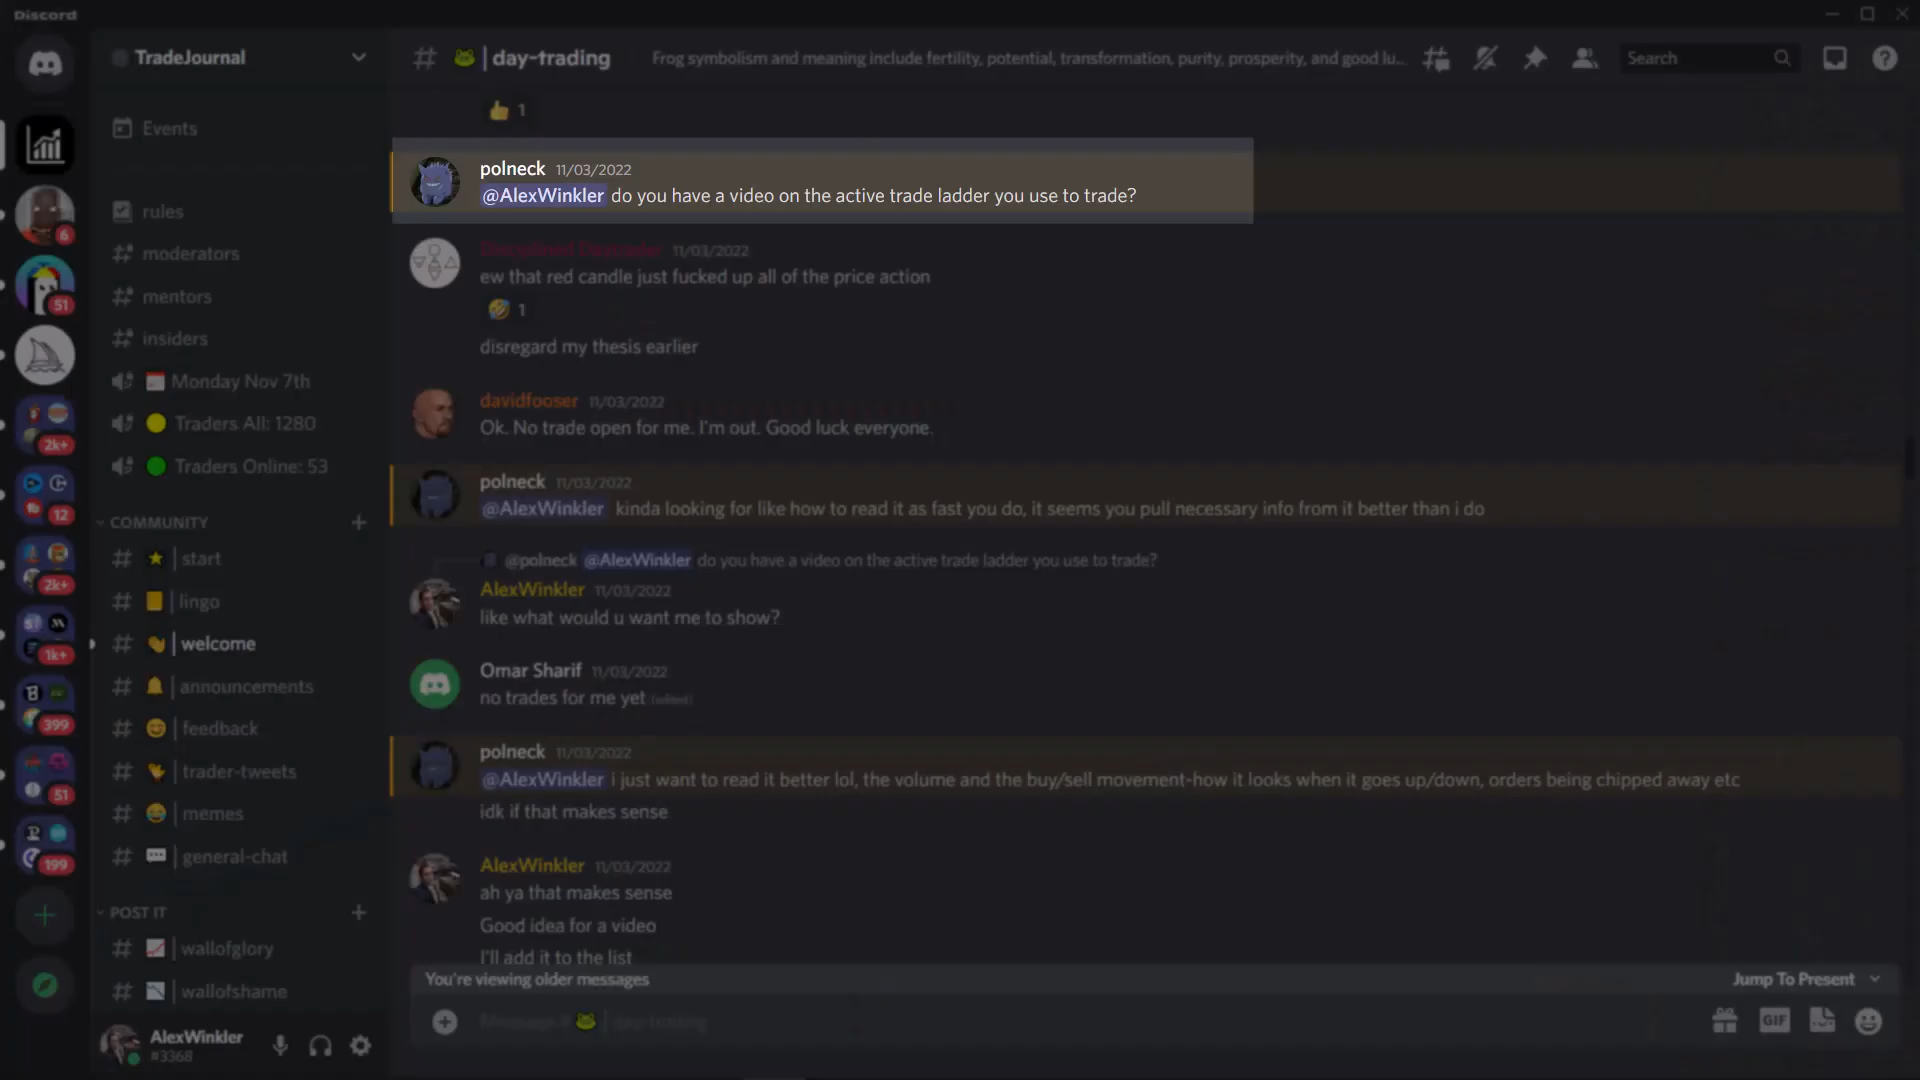 Discord
TradeJournal
Events
rules
moderators
mentors
insiders
Monday Nov 7th
Traders All: 1280
Traders Online: 53
COMMUNITY
start
lingo
welcome
announcements
feedback
trader-tweets
memes
general-chat
POST IT
wallofglory
wallofshame
AlexWinkler
#3368
6
51
2k+
12
2k+
1k+
399
51
199
day-trading
Frog symbolism and meaning include fertility, potential, transformation, purity, prosperity, and good lu...
Search
1
polneck 11/03/2022
@AlexWinkler do you have a video on the active trade ladder you use to trade?
11/03/2022
ew that red candle just fucked up all of the price action
1
disregard my thesis earlier
davidfooser 11/03/2022
Ok. No trade open for me. I'm out. Good luck everyone.
polneck 11/03/2022
@AlexWinkler kinda looking for like how to read it as fast you do, it seems you pull necessary info from it better than i do
@polneck @AlexWinkler do you have a video on the active trade ladder you use to trade?
AlexWinkler 11/03/2022
like what would u want me to show?
Omar Sharif 11/03/2022
no trades for me yet (edited)
polneck 11/03/2022
@AlexWinkler i just want to read it better lol, the volume and the buy/sell movement-how it looks when it goes up/down, orders being chipped away etc
idk if that makes sense
AlexWinkler 11/03/2022
ah ya that makes sense
Good idea for a video
I'll add it to the list
You're viewing older messages
Jump To Present
Message # | day-trading
GIF